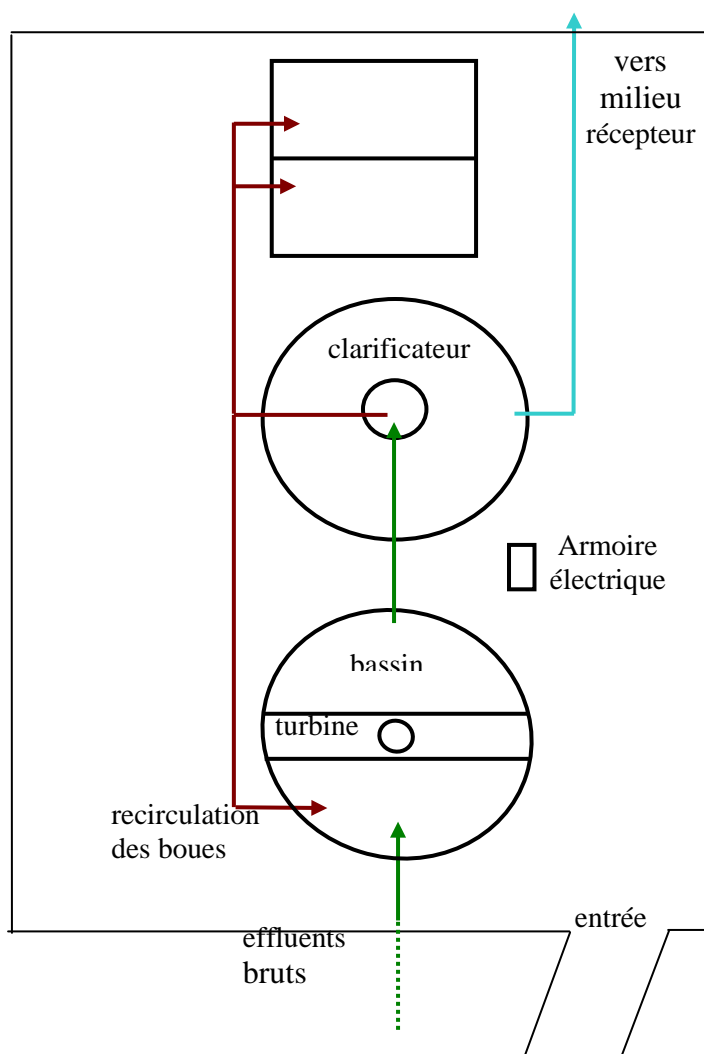 vers
milieu
récepteur
clarificateur
Armoire
électrique
bassin
turbine
recirculation
des boues
entrée
effluents
bruts